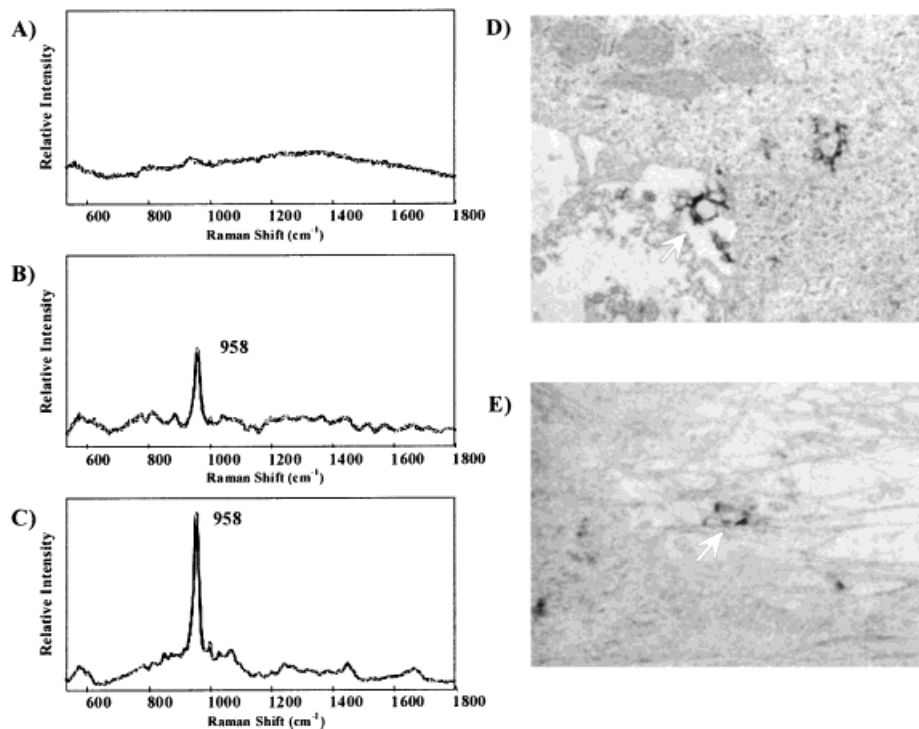 A)
Relative Intensity
600 800 1000 1200 1400 1600 1800
Raman Shift (cm⁻¹)
B)
Relative Intensity
958
600 800 1000 1200 1400 1600 1800
Raman Shift (cm⁻¹)
C)
Relative Intensity
958
600 800 1000 1200 1400 1600 1800
Raman Shift (cm⁻¹)
D)
E)